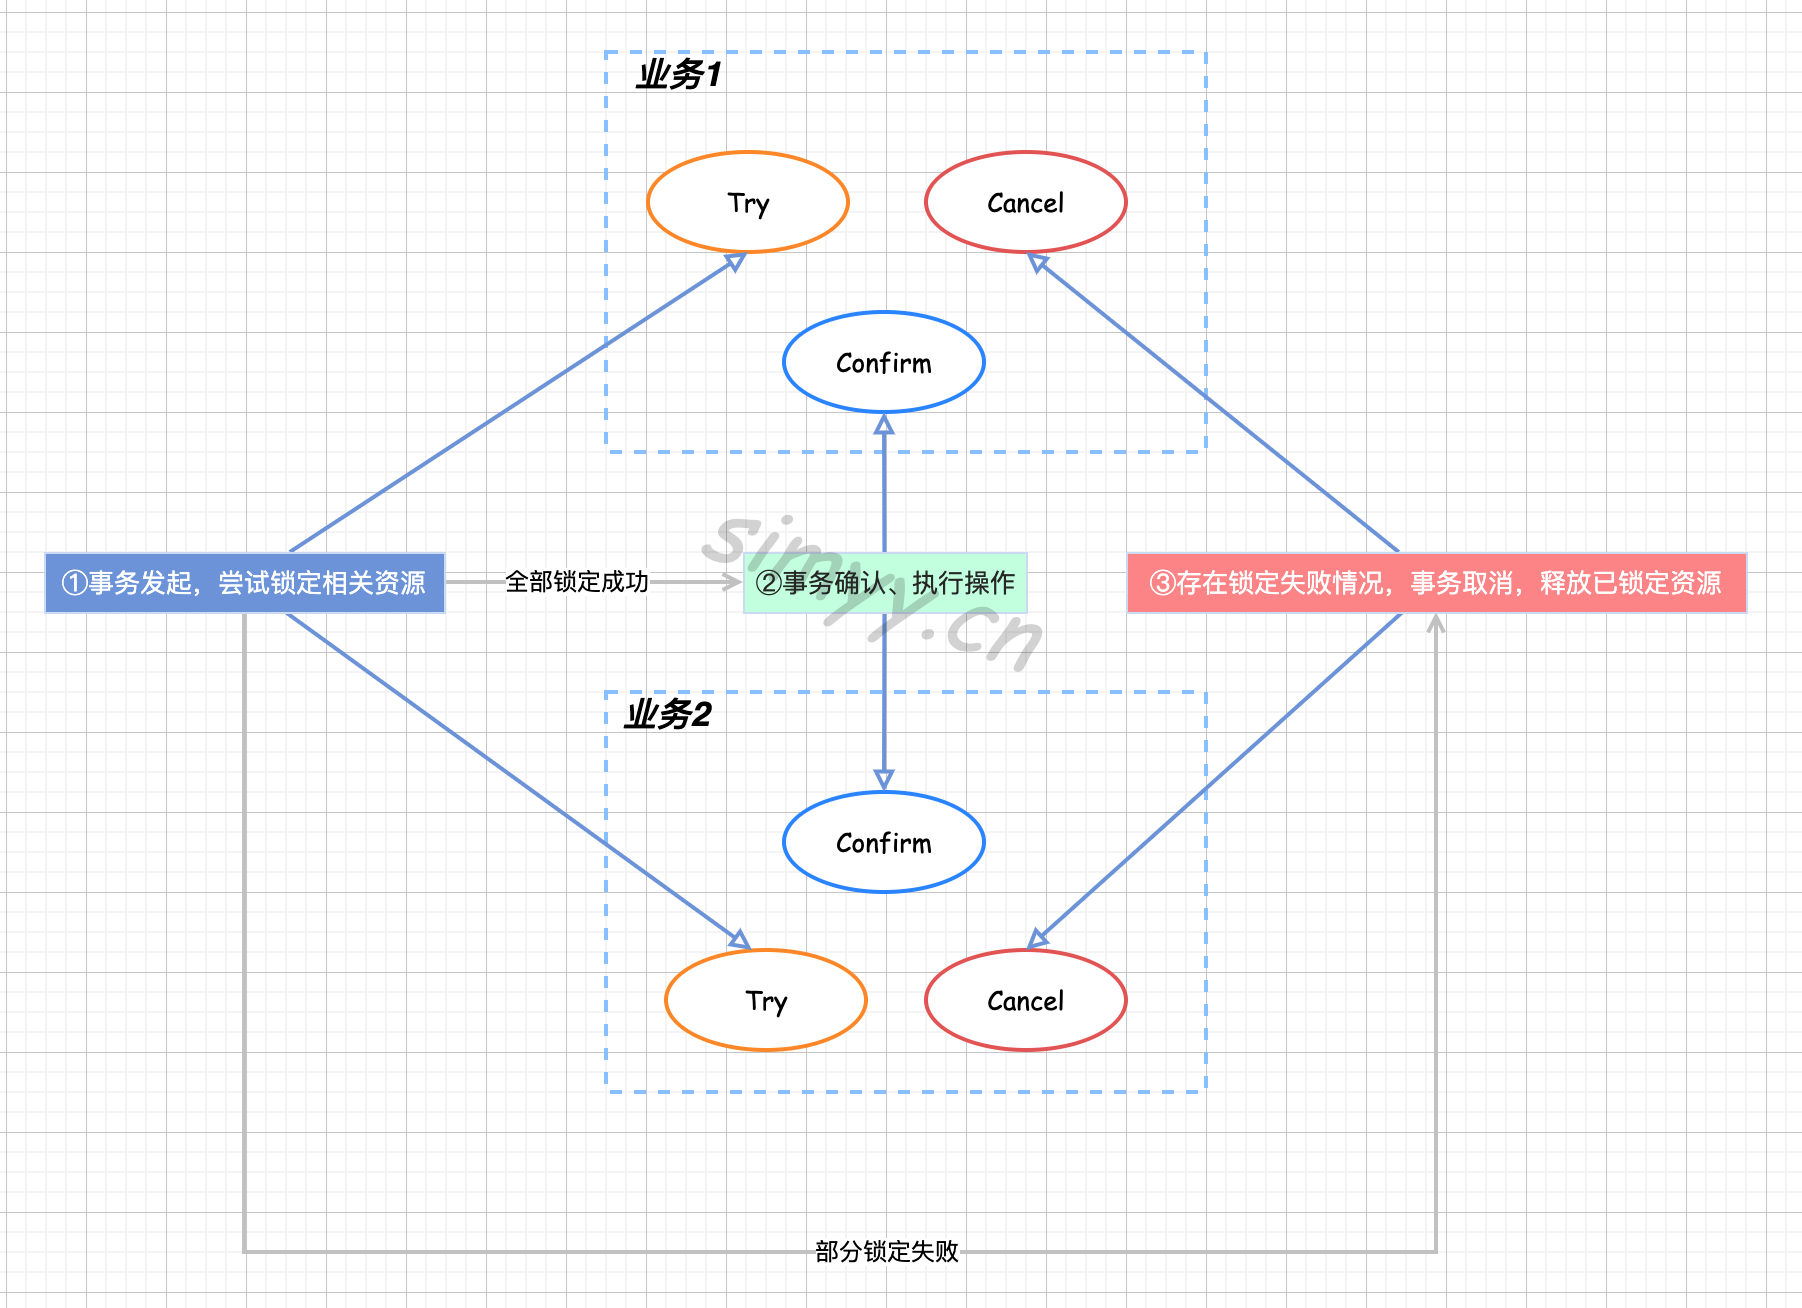 业务1
Try
Cancel
Confirm
①事务发起，尝试锁定相关资源
全部锁定成功
②事务确认、执行操作
③存在锁定失败情况，事务取消，释放已锁定资源
simyy.cn
业务2
Confirm
Try
Cancel
部分锁定失败